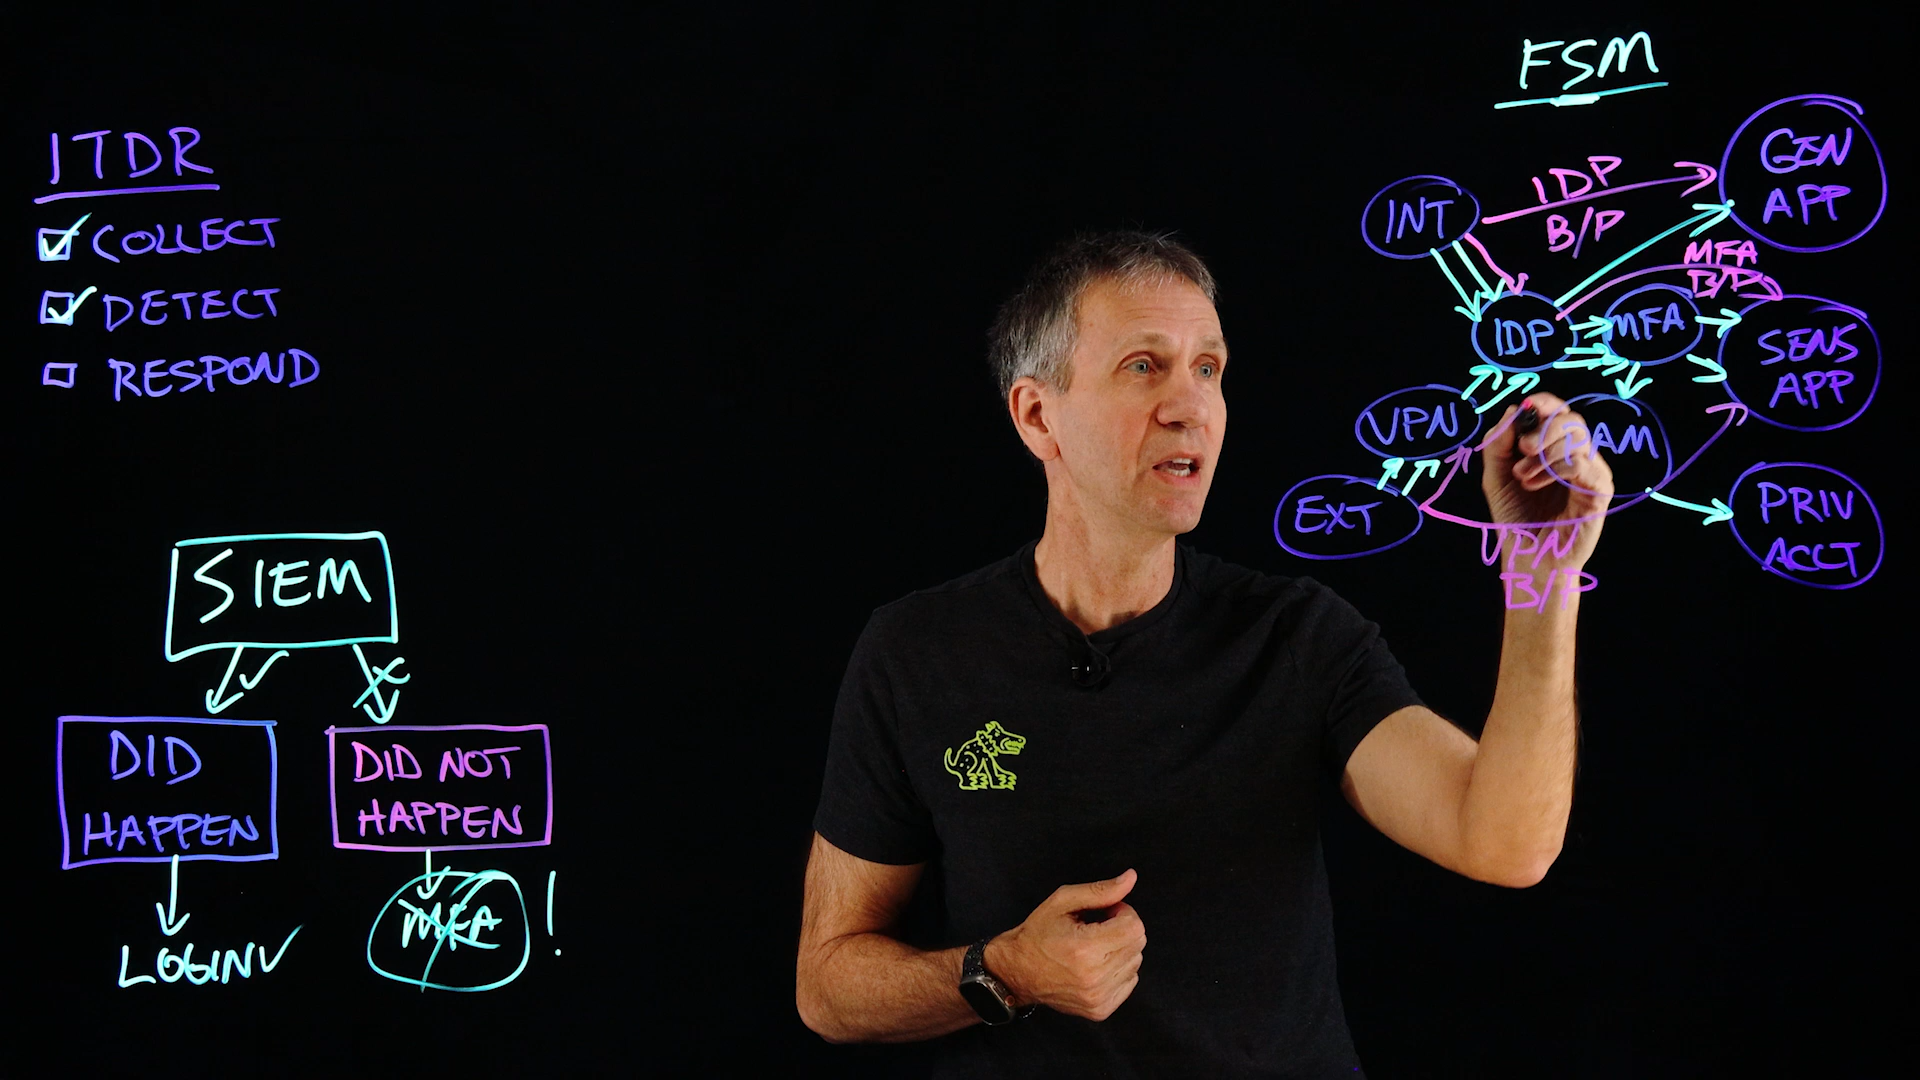 ITDR
COLLECT
DETECT
RESPOND
SIEM
DID
HAPPEN
LOGIN
DID NOT
HAPPEN
MFA
!
FSM
INT
IDP
B/P
GEN
APP
MFA
B/P
IDP
MFA
SENS
APP
VPN
PAM
EXT
VPN
B/P
PRIV
ACCT